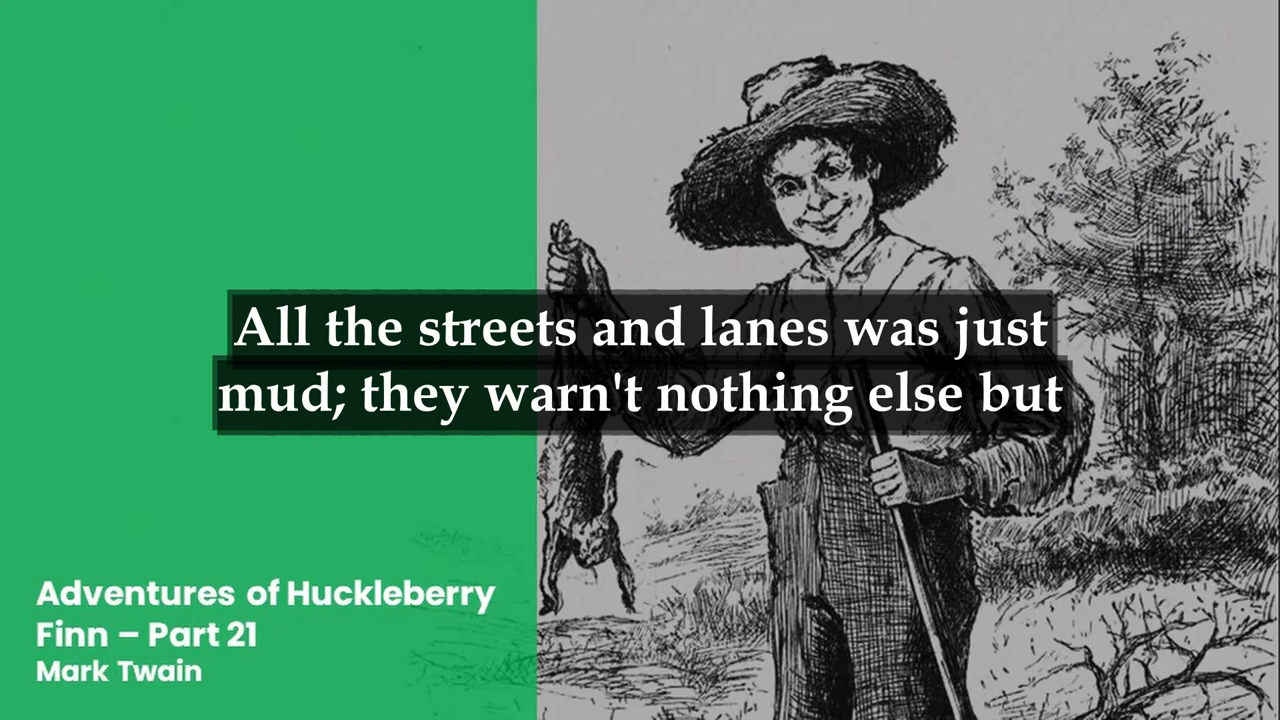 All the streets and lanes was just
mud; they warn't nothing else but
Adventures of Huckleberry
Finn – Part 21
Mark Twain